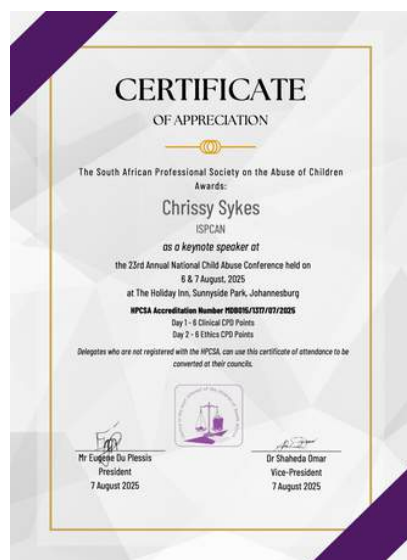 CERTIFICATE
OF APPRECIATION
The South African Professional Society on the Abuse of Children
Awards:
Chrissy Sykes
ISPCAN
as a keynote speaker at
the 23rd Annual National Child Abuse Conference held on
6 & 7 August, 2025
at The Holiday Inn, Sunnyside Park, Johannesburg
HPCSA Accreditation Number MDB015/1317/07/2025
Day 1 - 6 Clinical CPD Points
Day 2 - 6 Ethics CPD Points
Delegates who are not registered with the HPCSA, can use this certificate of attendance to be
converted at their councils.
Mr Eugene Du Plessis
President
7 August 2025
Dr Shaheda Omar
Vice-President
7 August 2025